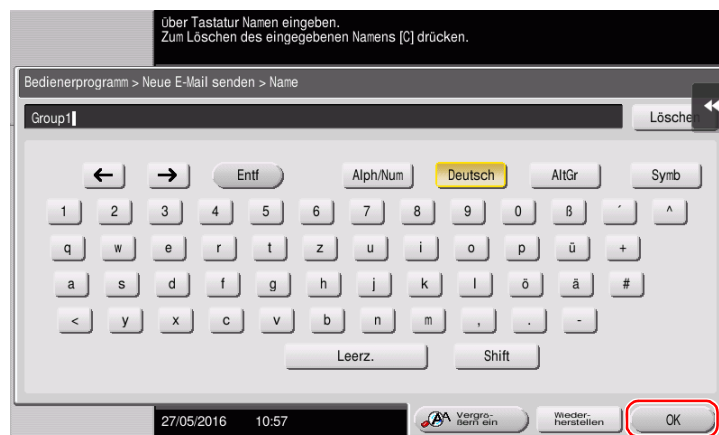 über Tastatur Namen eingeben.
Zum Löschen des eingegebenen Namens [C] drücken.
Bedienerprogramm > Neue E-Mail senden > Name
Group1
Löschen
Entf Alph/Num Deutsch AltGr Symb
1 2 3 4 5 6 7 8 9 0 ß ´ ^
q w e r t z u i o p ü +
a s d f g h j k l ö ä #
< y x c v b n m , . -
Leerz. Shift
27/05/2016 10:57
Vergrö-
ßern ein
Wieder-
herstellen
OK